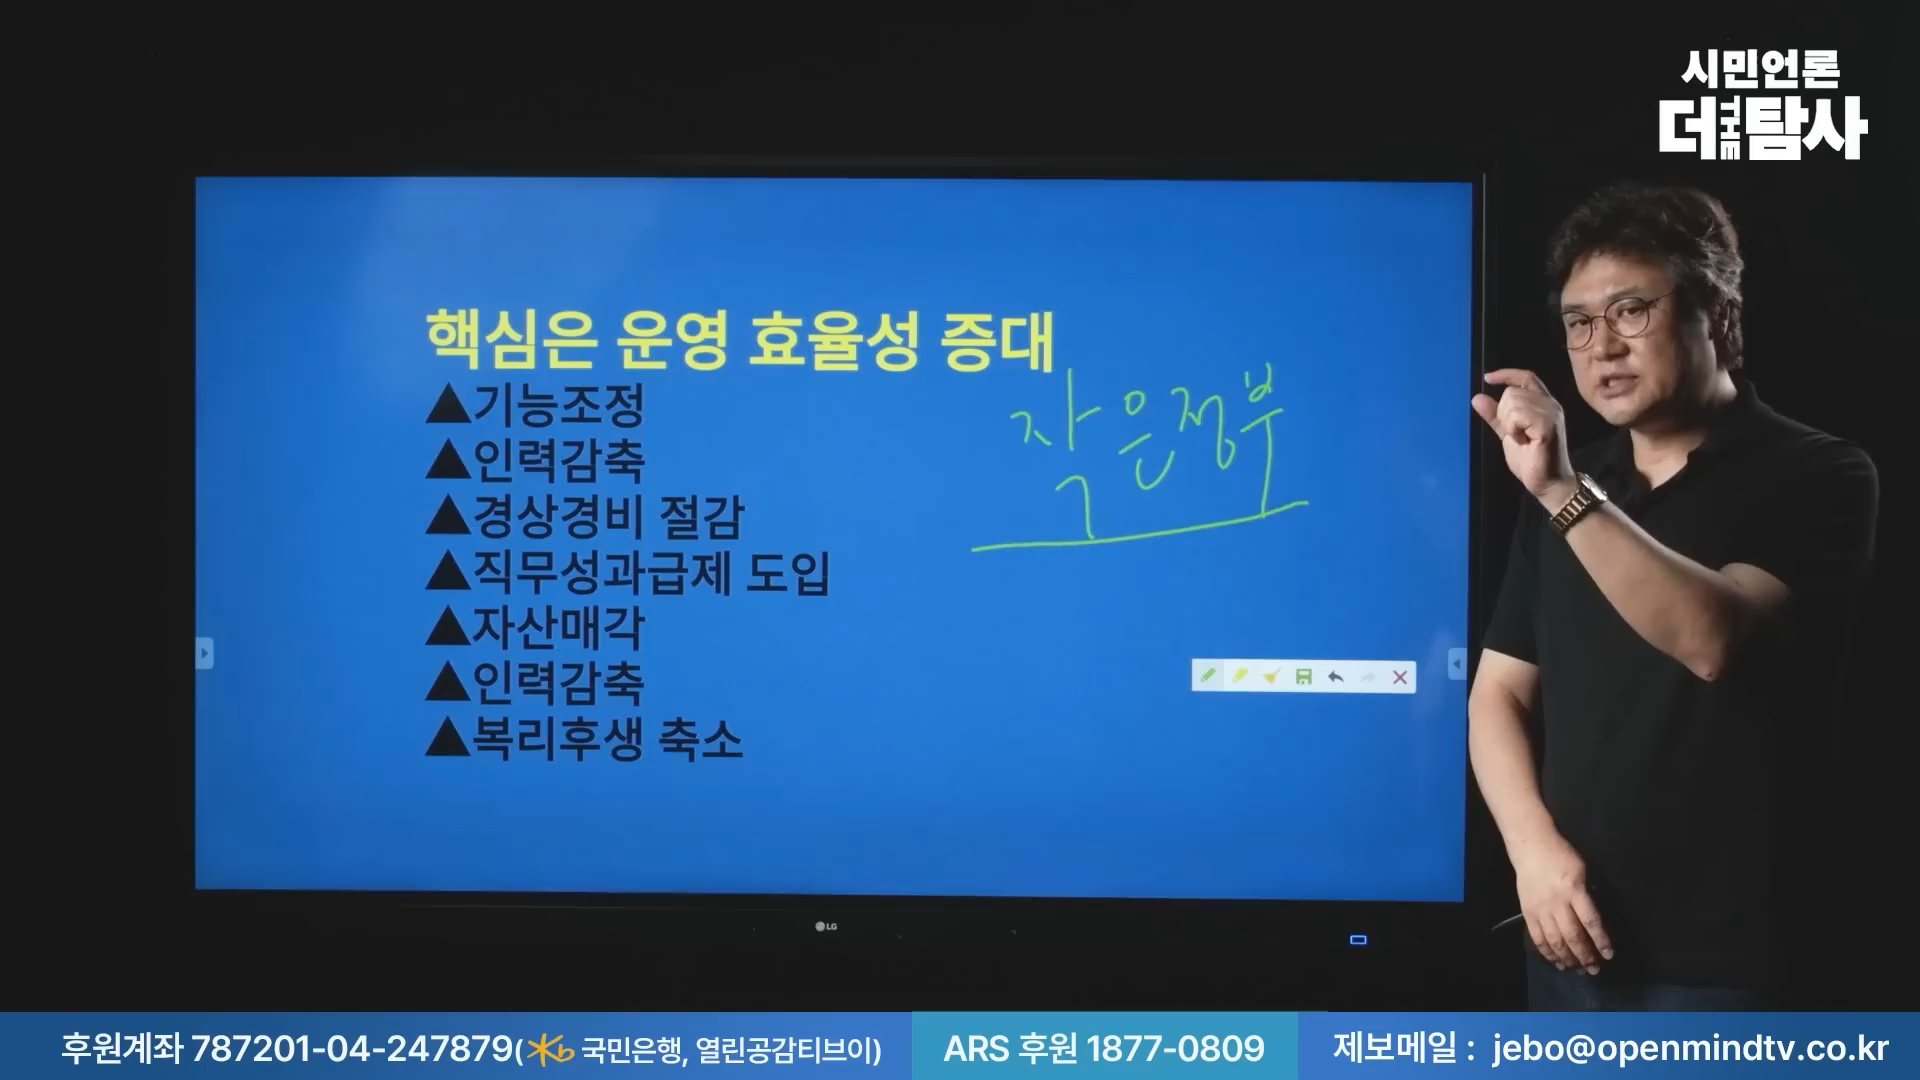 시민언론
더탐사
THE
핵심은 운영 효율성 증대
▲기능조정
▲인력감축
▲경상경비 절감
▲직무성과급제 도입
▲자산매각
▲인력감축
▲복리후생 축소
작은정부
LG
후원계좌 787201-04-247879(Kb 국민은행, 열린공감티브이)
ARS 후원 1877-0809
제보메일 : jebo@openmindtv.co.kr